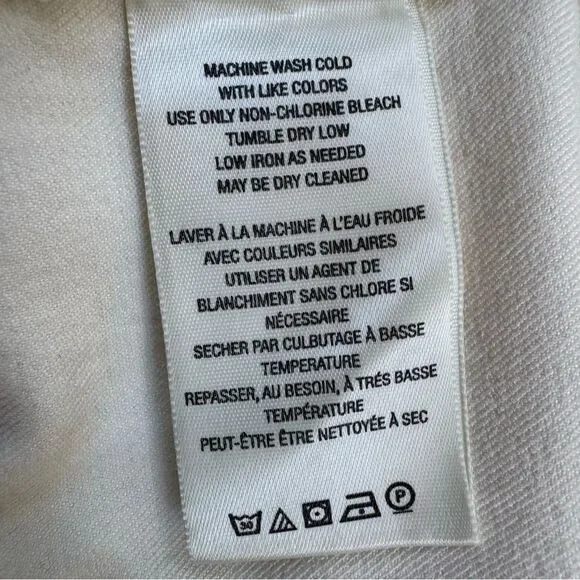 MACHINE WASH COLD
WITH LIKE COLORS
USE ONLY NON-CHLORINE BLEACH
TUMBLE DRY LOW
LOW IRON AS NEEDED
MAY BE DRY CLEANED
LAVER À LA MACHINE À L'EAU FROIDE
AVEC COULEURS SIMILAIRES
UTILISER UN AGENT DE
BLANCHIMENT SANS CHLORE SI
NÉCESSAIRE
SECHER PAR CULBUTAGE À BASSE
TEMPERATURE
REPASSER, AU BESOIN, À TRÉS BASSE
TEMPÉRATURE
PEUT-ÊTRE ÊTRE NETTOYÉE À SEC
30 P